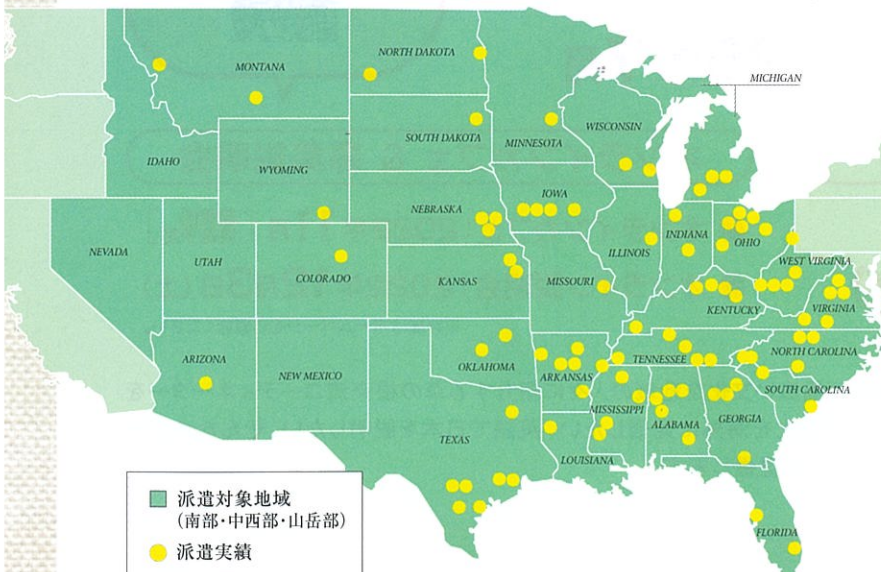 MICHIGAN
NORTH DAKOTA
MONTANA
WISCONSIN
SOUTH DAKOTA
MINNESOTA
IDAHO
WYOMING
IOWA
NEBRASKA
INDIANA
OHIO
NEVADA
ILLINOIS
UTAH
WEST VIRGINIA
COLORADO
KANSAS
MISSOURI
KENTUCKY
VIRGINIA
ARIZONA
NORTH CAROLINA
NEW MEXICO
OKLAHOMA
TENNESSEE
ARKANSAS
SOUTH CAROLINA
MISSISSIPPI
GEORGIA
ALABAMA
TEXAS
LOUISIANA
派遣対象地域
(南部・中西部・山岳部)
FLORIDA
派遣実績